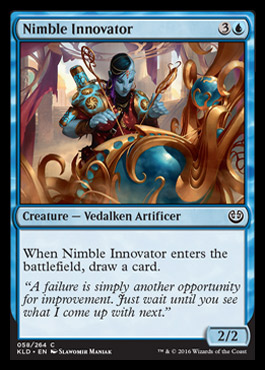 Nimble Innovator 3
Creature — Vedalken Artificer
When Nimble Innovator enters the
battlefield, draw a card.
“A failure is simply another opportunity
for improvement. Just wait until you see
what I come up with next.”
2/2
058/264 C
KLD • EN Slawomir Maniak ™ & © 2016 Wizards of the Coast